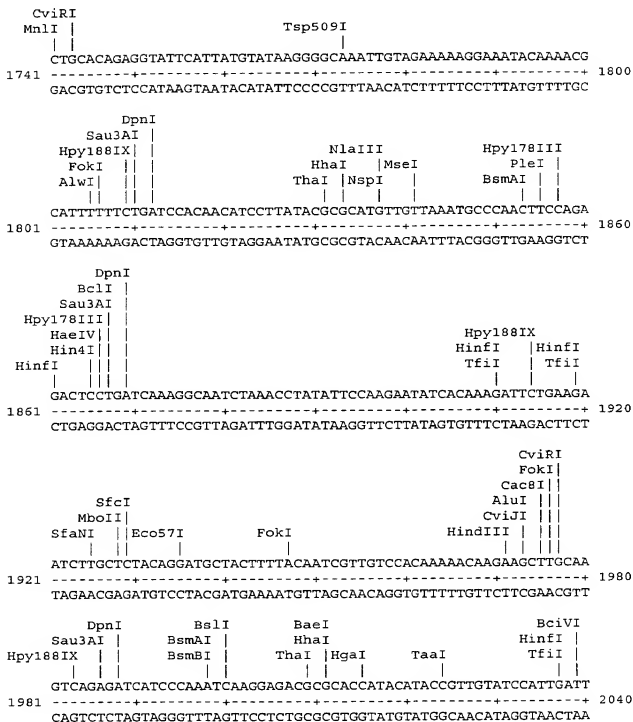 CviRI
MnlI
Tsp509I
CTGCACAGAGGTATTCATTATGTATAAGGGGCAAATTGTAGAAAAAGGAAATACAAAACG
1741 ---------+---------+---------+---------+---------+---------+ 1800
GACGTGTCTCCATAAGTAATACATATTCCCCGTTTAACATCTTTTTCCTTTATGTTTTGC
DpnI
Sau3AI
Hpy188IX NlaIII Hpy178III
FokI HhaI MseI PleI
AlwI ThaI NspI BsmAI
CATTTTTTCTGATCCACAACATCCTTATACGCGCATGTTGTTAAATGCCCAACTTCCAGA
1801 ---------+---------+---------+---------+---------+---------+ 1860
GTAAAAAAGACTAGGTGTTGTAGGAATATGCGCGTACAACAATTTACGGGTTGAAGGTCT
DpnI
BclI
Sau3AI
Hpy178III
HaeIV Hpy188IX
Hin4I HinfI HinfI
HinfI TfiI TfiI
GACTCCTGATCAAAGGCAATCTAAACCTATATTCCAAGAATATCACAAAGATTCTGAAGA
1861 ---------+---------+---------+---------+---------+---------+ 1920
CTGAGGACTAGTTTCCGTTAGATTTGGATATAAGGTTCTTATAGTGTTTCTAAGACTTCT
CviRI
FokI
Cac8I
SfcI AluI
MboII CviJI
SfaNI Eco57I FokI HindIII
ATCTTGCTCTACAGGATGCTACTTTTACAATCGTTGTCCACAAAAACAAGAAGCTTGCAA
1921 ---------+---------+---------+---------+---------+---------+ 1980
TAGAACGAGATGTCCTACGATGAAAATGTTAGCAACAGGTGTTTTTGTTCTTCGAACGTT
DpnI BslI BaeI BciVI
Sau3AI BsmAI HhaI HinfI
Hpy188IX BsmBI ThaI HgaI TaaI TfiI
GTCAGAGATCATCCCAAATCAAGGAGACGCGCACCATACATACCGTTGTATCCATTGATT
1981 ---------+---------+---------+---------+---------+---------+ 2040
CAGTCTCTAGTAGGGTTTAGTTCCTCTGCGCGTGGTATGTATGGCAACATAGGTAACTAA